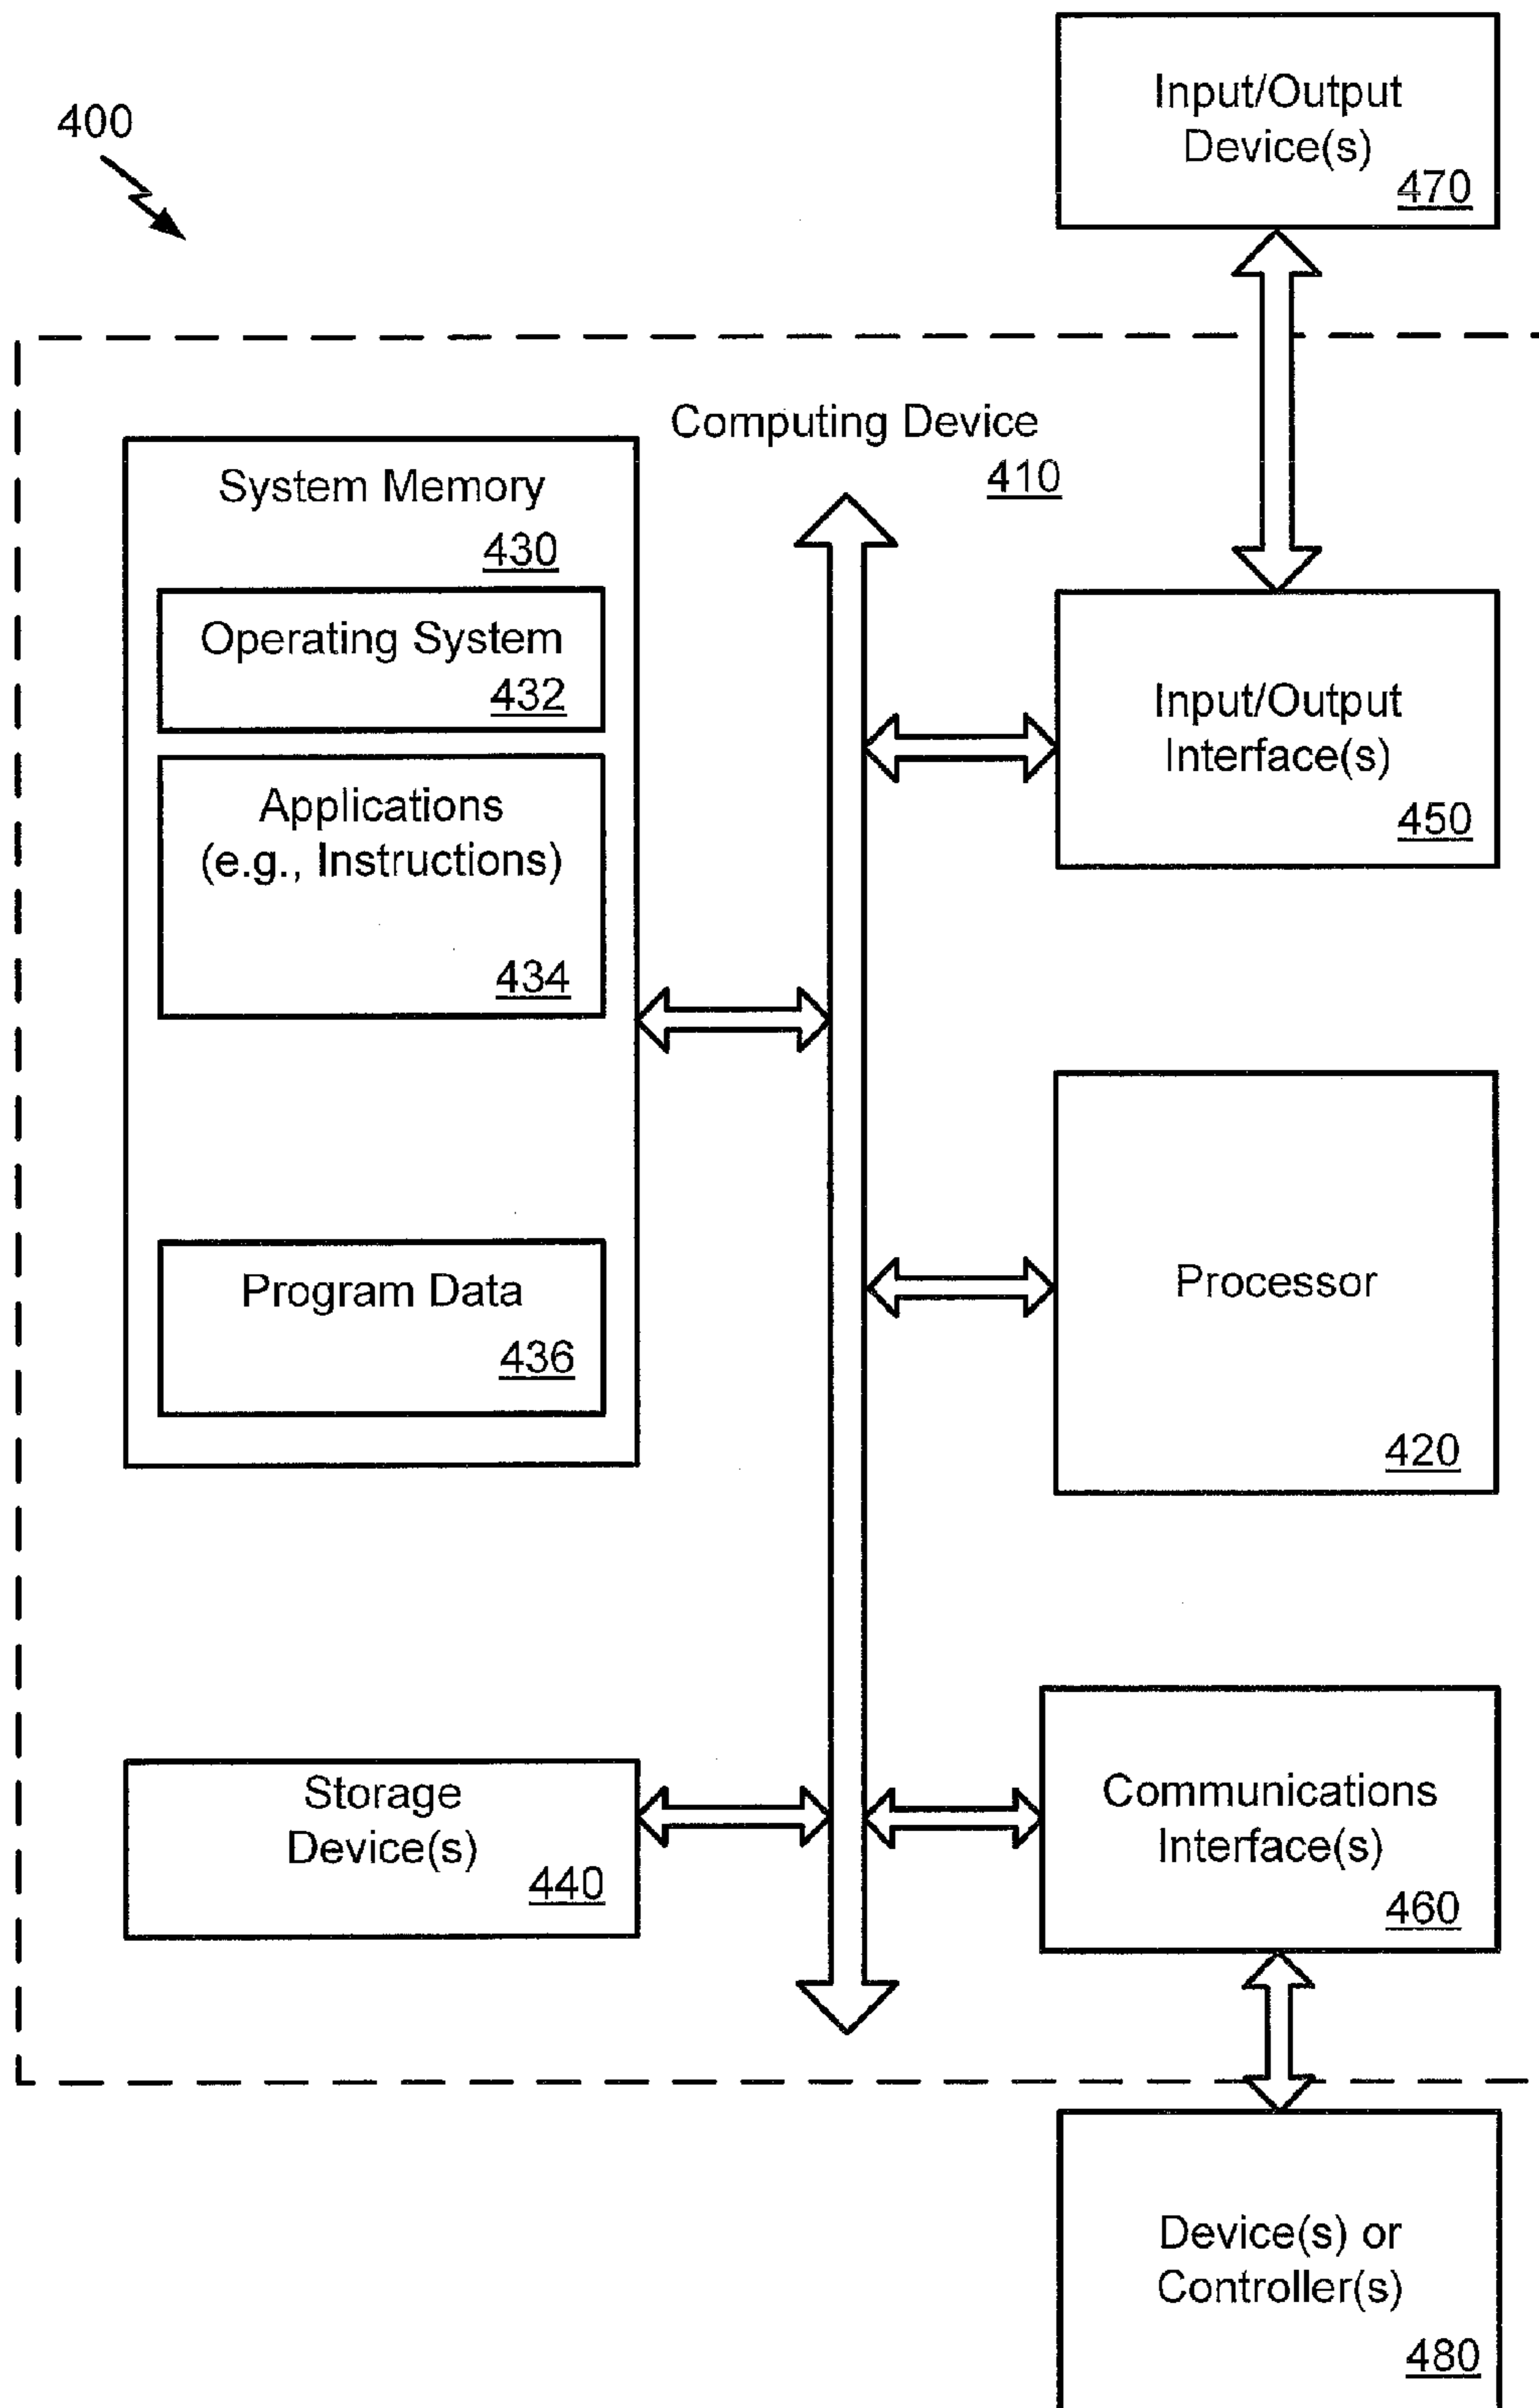 400
Input/Output
Device(s)
470
Computing Device
410
System Memory
430
Operating System
432
Applications
(e.g., Instructions)
434
Program Data
436
Input/Output
Interface(s)
450
Processor
420
Storage
Device(s)
440
Communications
Interface(s)
460
Device(s) or
Controller(s)
480